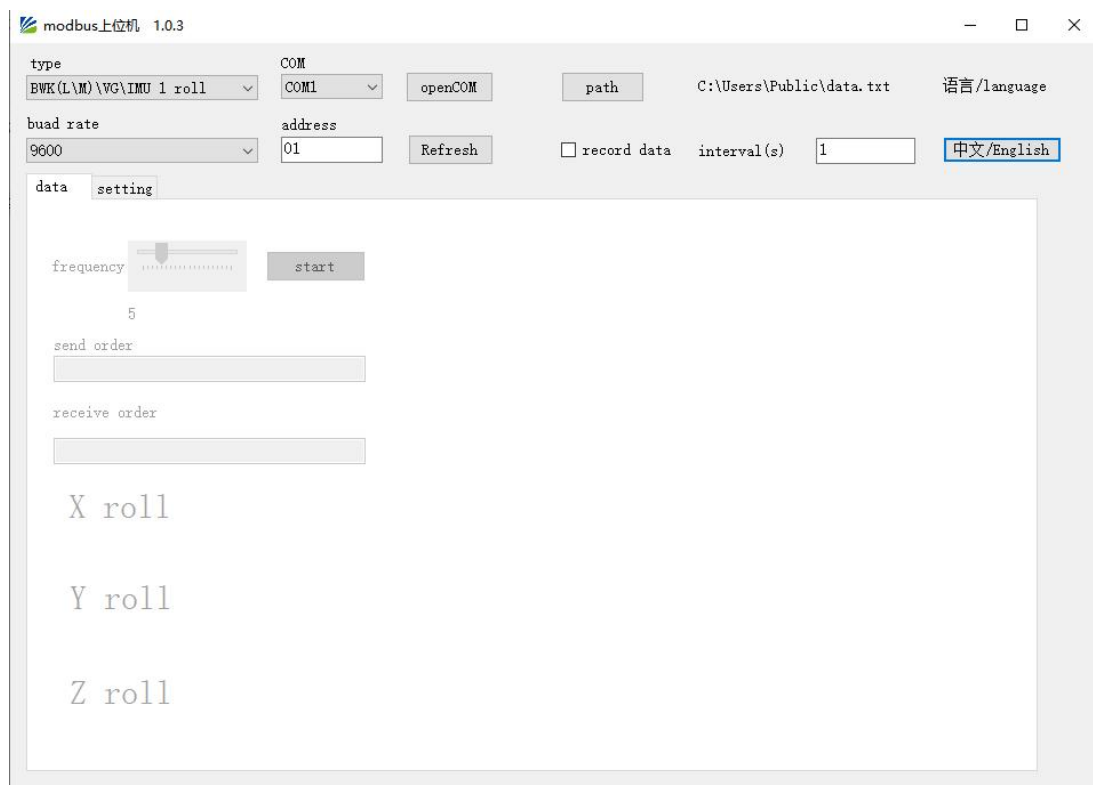 modbus上位机 1.0.3
type
COM
BWK(L\M)\VG\IMU 1 roll
COM1
openCOM
path
C:\Users\Public\data.txt
语言/language
buad rate
address
9600
01
Refresh
record data
interval(s)
1
中文/English
data
setting
frequency
start
5
send order
receive order
X roll
Y roll
Z roll